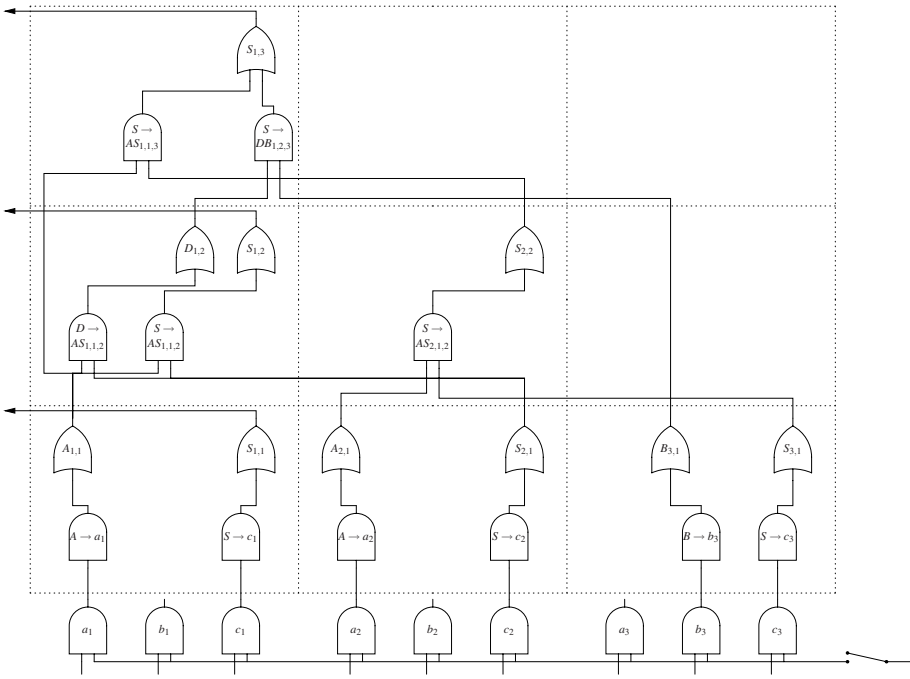 S₁,₃
S → S →
AS₁,₁,₃ DB₁,₂,₃
D₁,₂ S₁,₂ S₂,₂
D → S → S →
AS₁,₁,₂ AS₁,₁,₂ AS₂,₁,₂
A₁,₁ S₁,₁ A₂,₁ S₂,₁ B₃,₁ S₃,₁
A → a₁ S → c₁ A → a₂ S → c₂ B → b₃ S → c₃
a₁ b₁ c₁ a₂ b₂ c₂ a₃ b₃ c₃